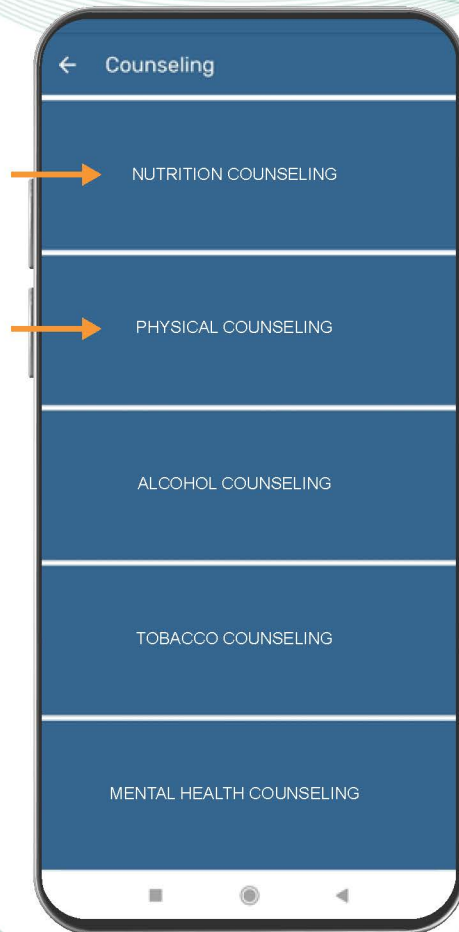 Counseling
NUTRITION COUNSELING
PHYSICAL COUNSELING
ALCOHOL COUNSELING
TOBACCO COUNSELING
MENTAL HEALTH COUNSELING